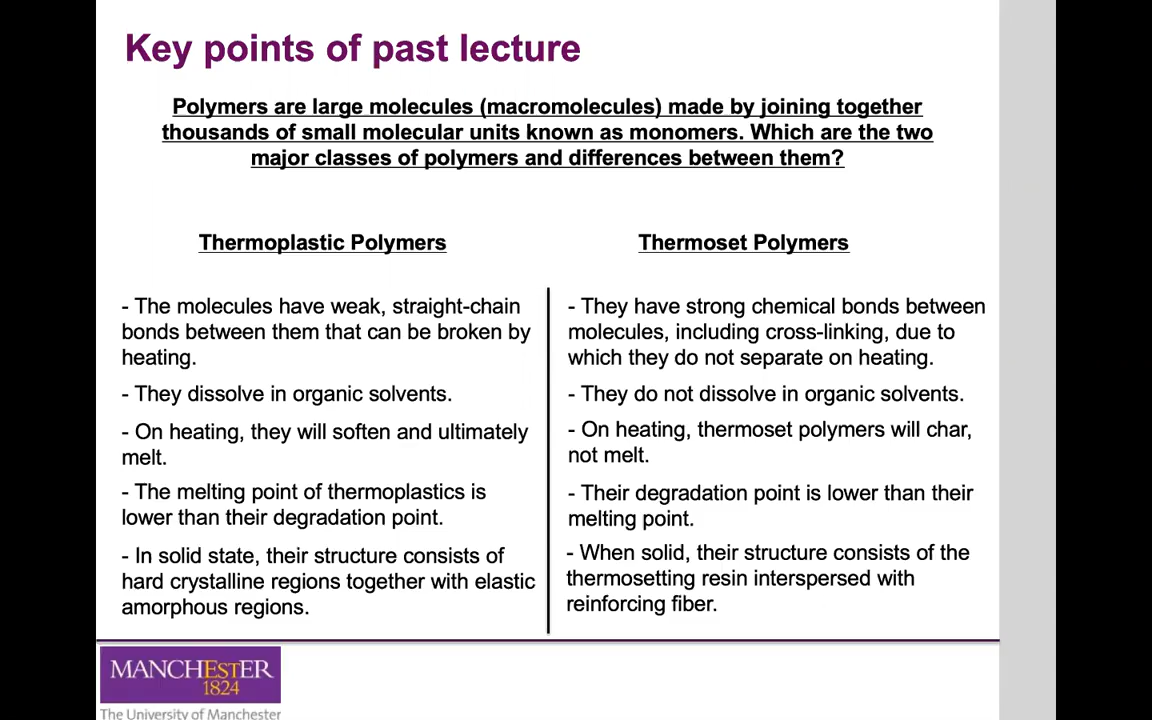 Key points of past lecture
Polymers are large molecules (macromolecules) made by joining together
thousands of small molecular units known as monomers. Which are the two
major classes of polymers and differences between them?
Thermoplastic Polymers
- The molecules have weak, straight-chain
bonds between them that can be broken by
heating.
- They dissolve in organic solvents.
- On heating, they will soften and ultimately
melt.
- The melting point of thermoplastics is
lower than their degradation point.
- In solid state, their structure consists of
hard crystalline regions together with elastic
amorphous regions.
Thermoset Polymers
- They have strong chemical bonds between
molecules, including cross-linking, due to
which they do not separate on heating.
- They do not dissolve in organic solvents.
- On heating, thermoset polymers will char,
not melt.
- Their degradation point is lower than their
melting point.
- When solid, their structure consists of the
thermosetting resin interspersed with
reinforcing fiber.
MANCHESTER
1824
The University of Manchester